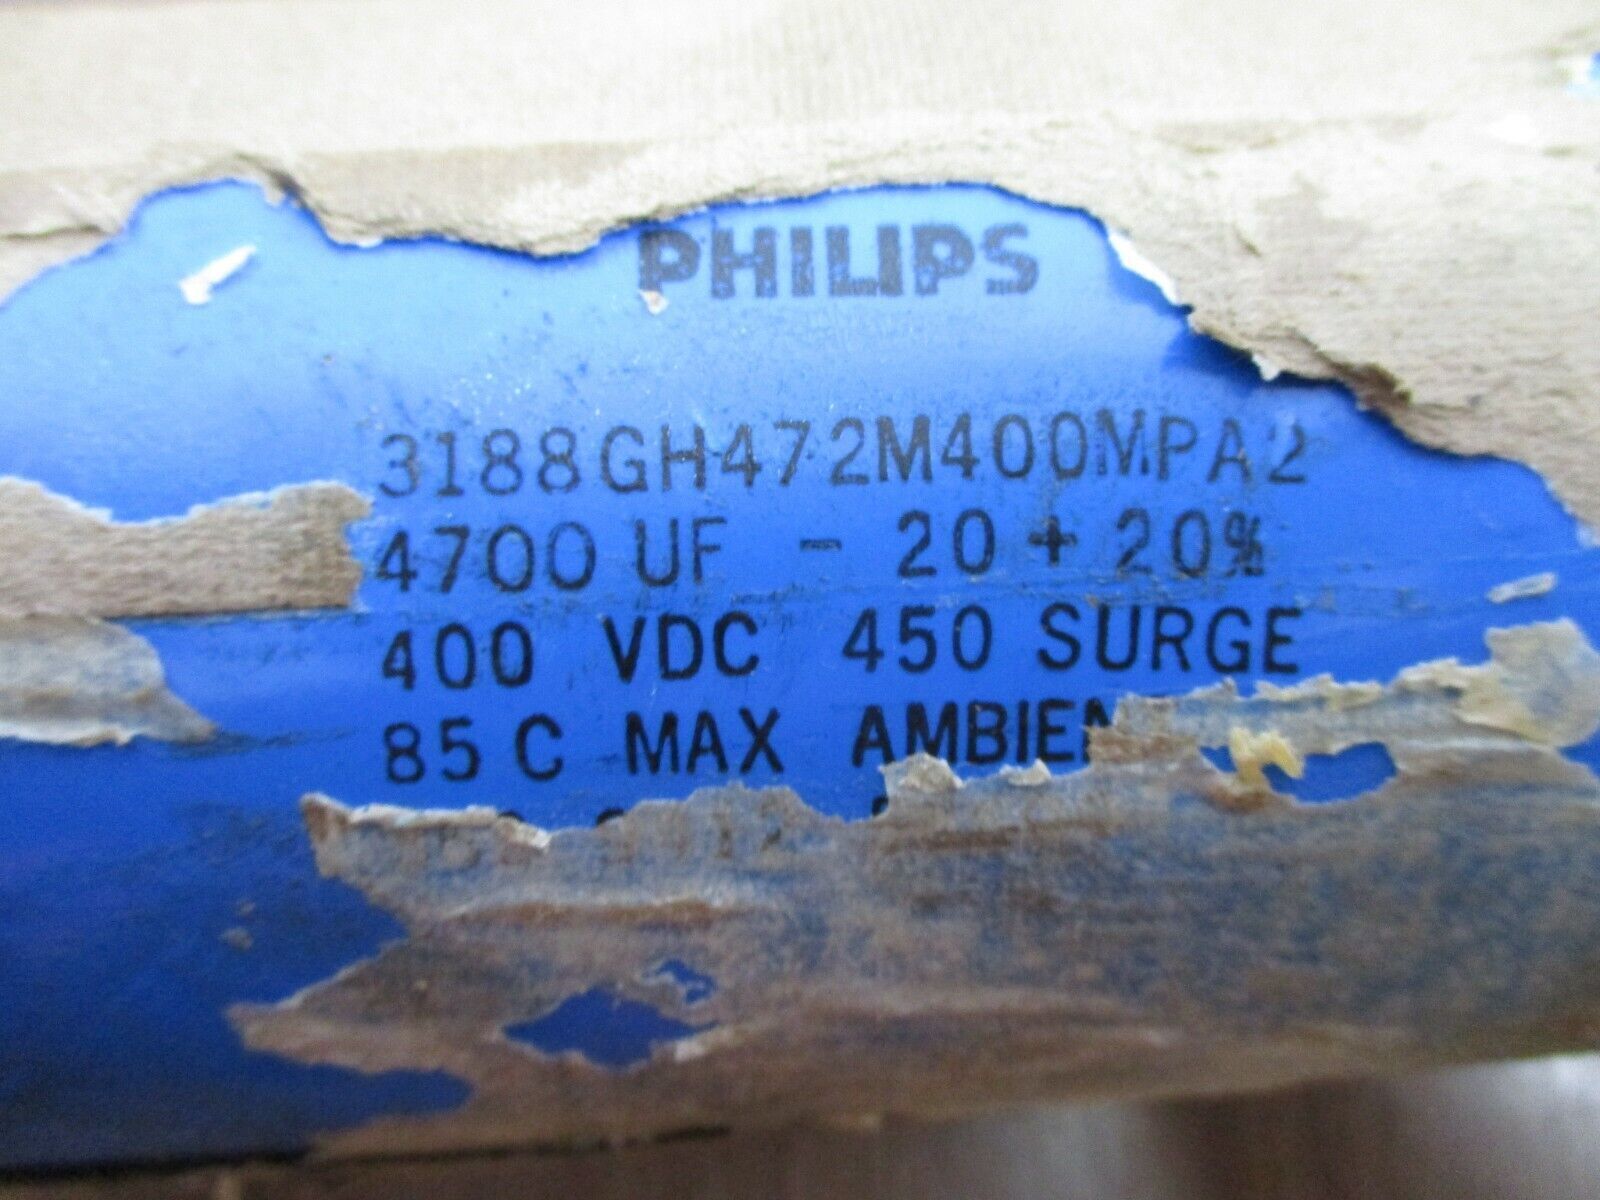 PHILIPS
3188GH472M400MPA2
4700 UF - 20 + 20%
400 VDC 450 SURGE
85 C MAX